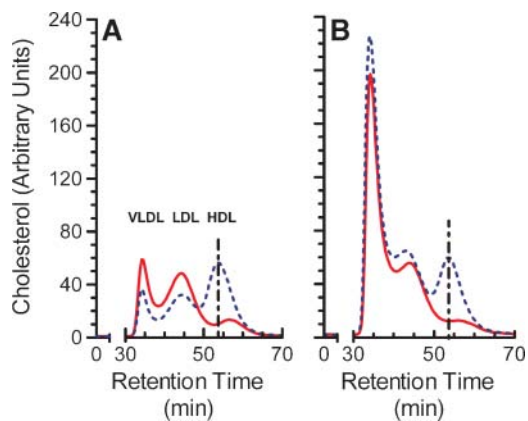 A B
240
200
160
120
80
40
0
Cholesterol (Arbitrary Units)
VLDL LDL HDL
0 30 50 70 0 30 50 70
Retention Time Retention Time
(min) (min)